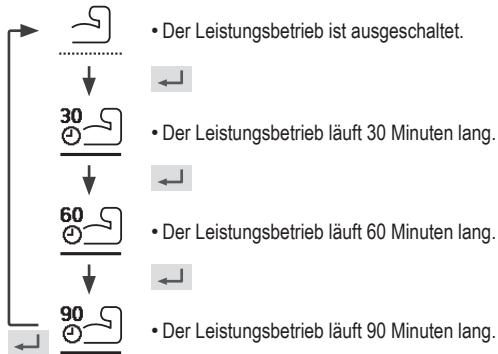 • Der Leistungsbetrieb ist ausgeschaltet.
30
• Der Leistungsbetrieb läuft 30 Minuten lang.
60
• Der Leistungsbetrieb läuft 60 Minuten lang.
90
• Der Leistungsbetrieb läuft 90 Minuten lang.